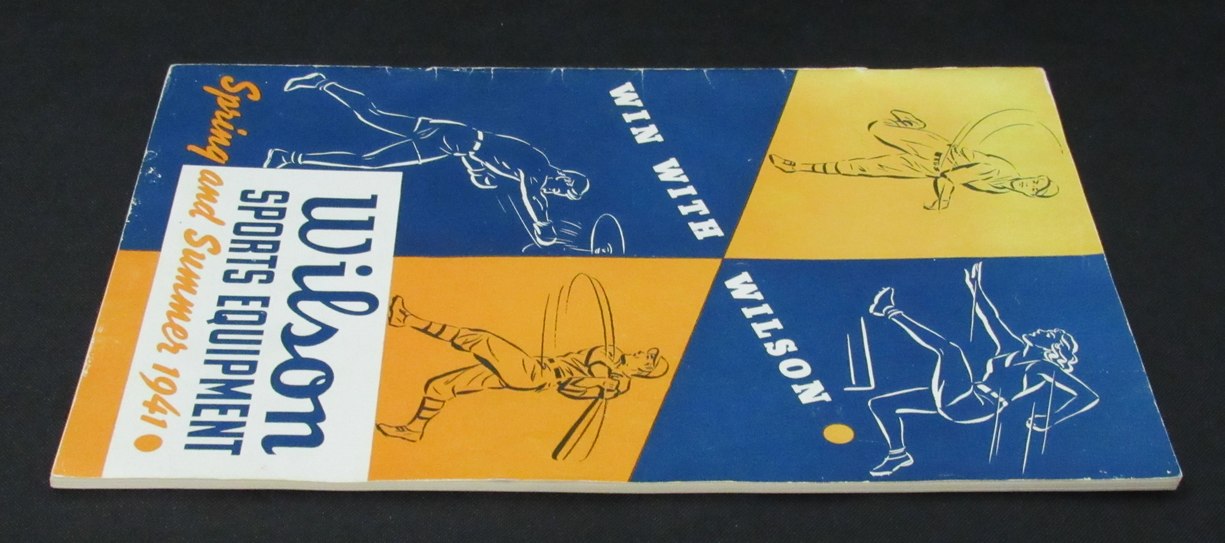 WIN WITH
WILSON
Wilson
SPORTS EQUIPMENT
Spring and Summer 1941